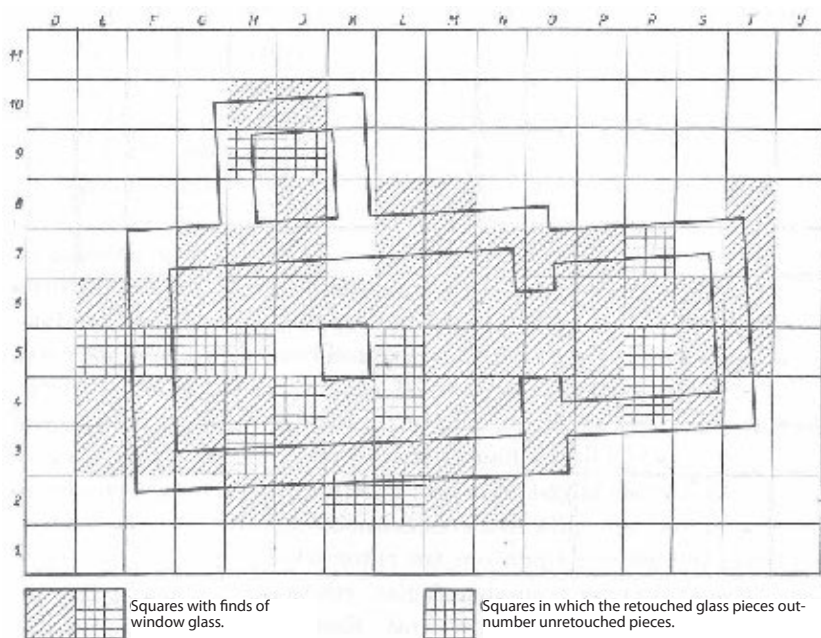 D E F G H J K L M N O P R S T U
11
10
9
8
7
6
5
4
3
2
1
Squares with finds of
window glass.
Squares in which the retouched glass pieces out-
number unretouched pieces.